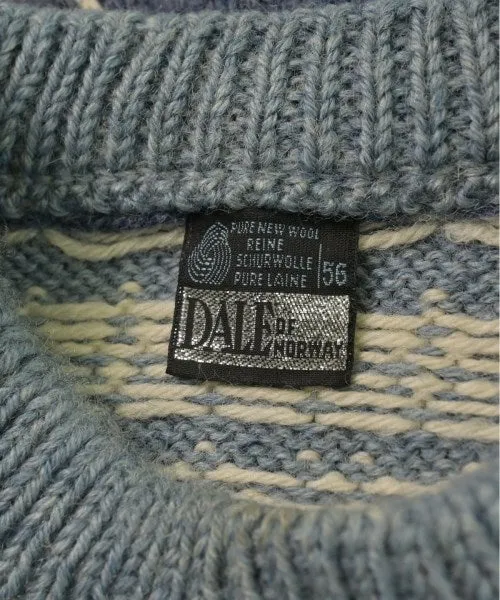 PURE NEW WOOL
REINE
SCHURWOLLE
PURE LAINE
56
DALE OF
NORWAY